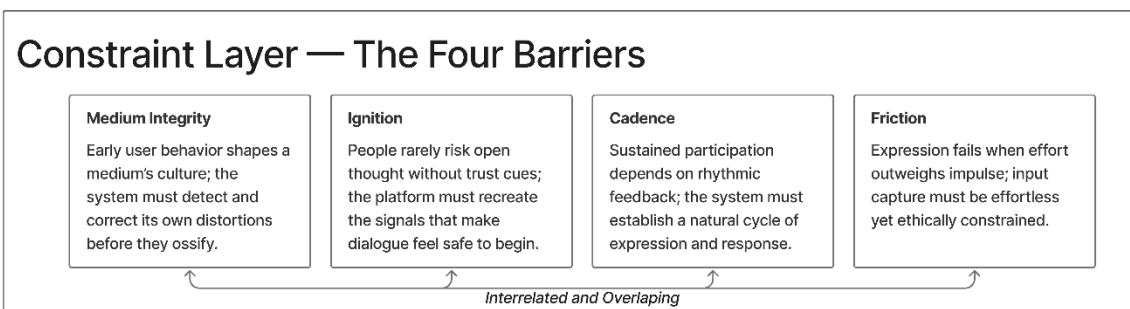 Constraint Layer — The Four Barriers
Medium Integrity
Early user behavior shapes a
medium's culture; the
system must detect and
correct its own distortions
before they ossify.
Ignition
People rarely risk open
thought without trust cues;
the platform must recreate
the signals that make
dialogue feel safe to begin.
Cadence
Sustained participation
depends on rhythmic
feedback; the system must
establish a natural cycle of
expression and response.
Friction
Expression fails when effort
outweighs impulse; input
capture must be effortless
yet ethically constrained.
Interrelated and Overlaping